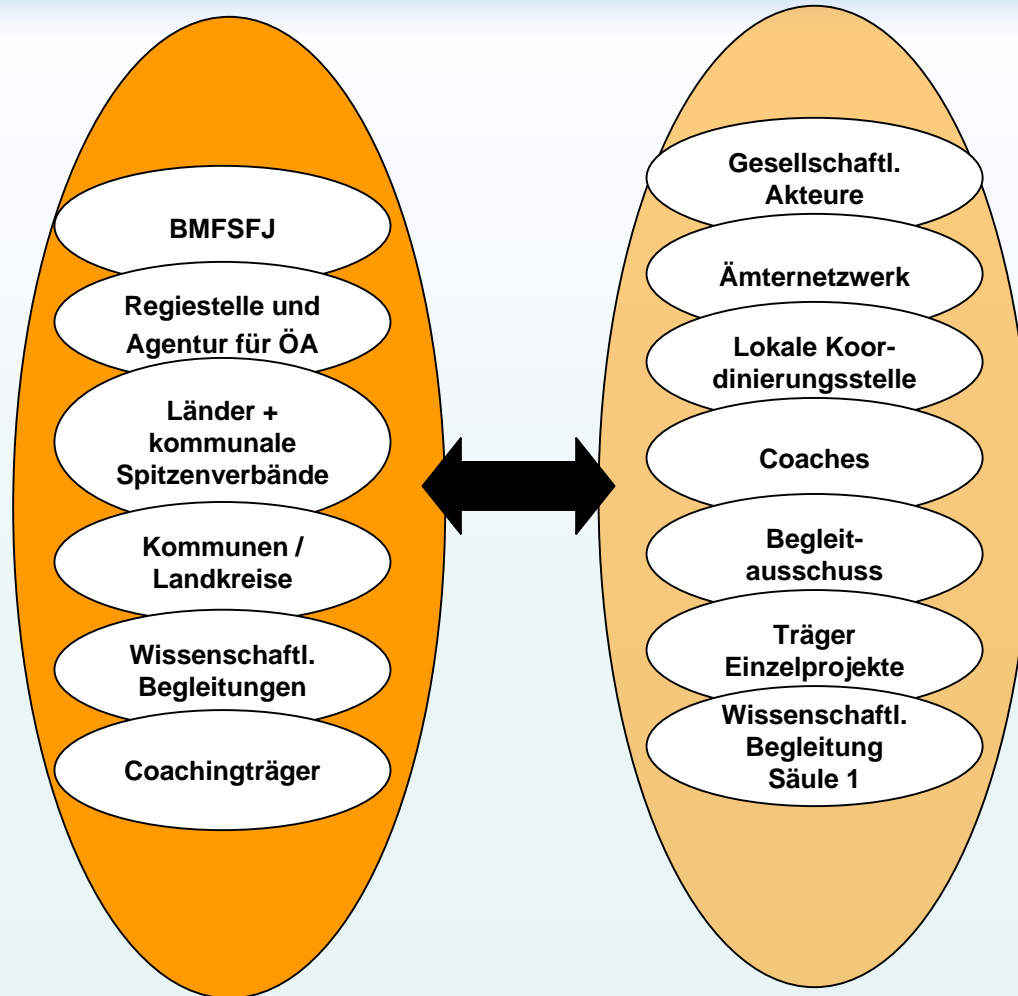 BMFSFJ
Regiestelle und
Agentur für ÖA
Länder +
kommunale
Spitzenverbände
Kommunen /
Landkreise
Wissenschaftl.
Begleitungen
Coachingträger
Gesellschaftl.
Akteure
Ämternetzwerk
Lokale Koor-
dinierungsstelle
Coaches
Begleit-
ausschuss
Träger
Einzelprojekte
Wissenschaftl.
Begleitung
Säule 1